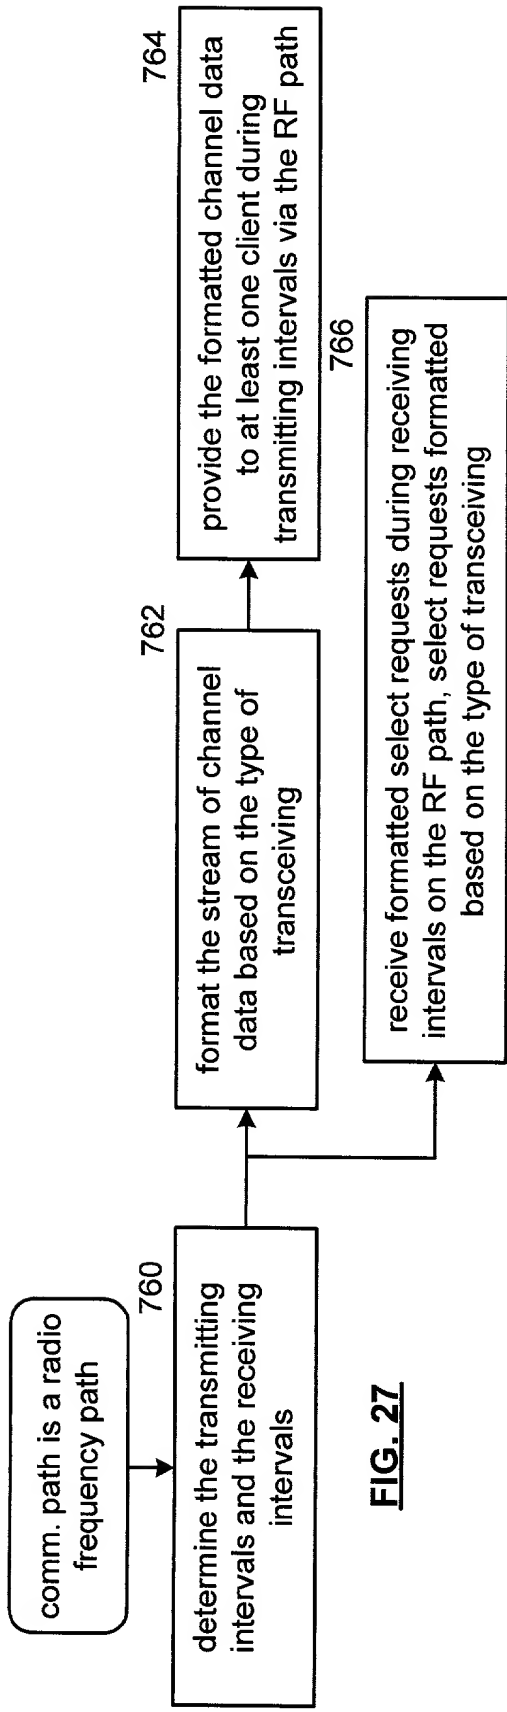 comm. path is a radio
frequency path
760
determine the transmitting
intervals and the receiving
intervals
762
format the stream of channel
data based on the type of
transceiving
764
provide the formatted channel data
to at least one client during
transmitting intervals via the RF path
766
receive formatted select requests during receiving
intervals on the RF path, select requests formatted
based on the type of transceiving
FIG. 27